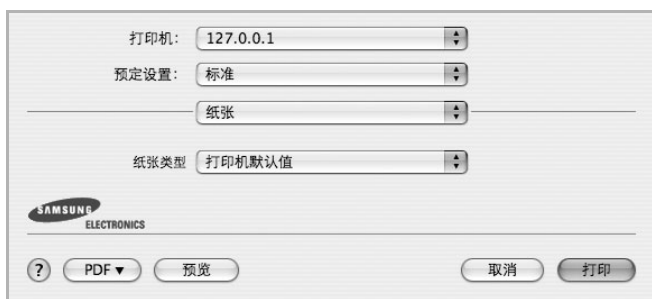 打印机： 127.0.0.1
预定设置： 标准
纸张
纸张类型 打印机默认值
SAMSUNG
ELECTRONICS
? PDF▼ 预览 取消 打印